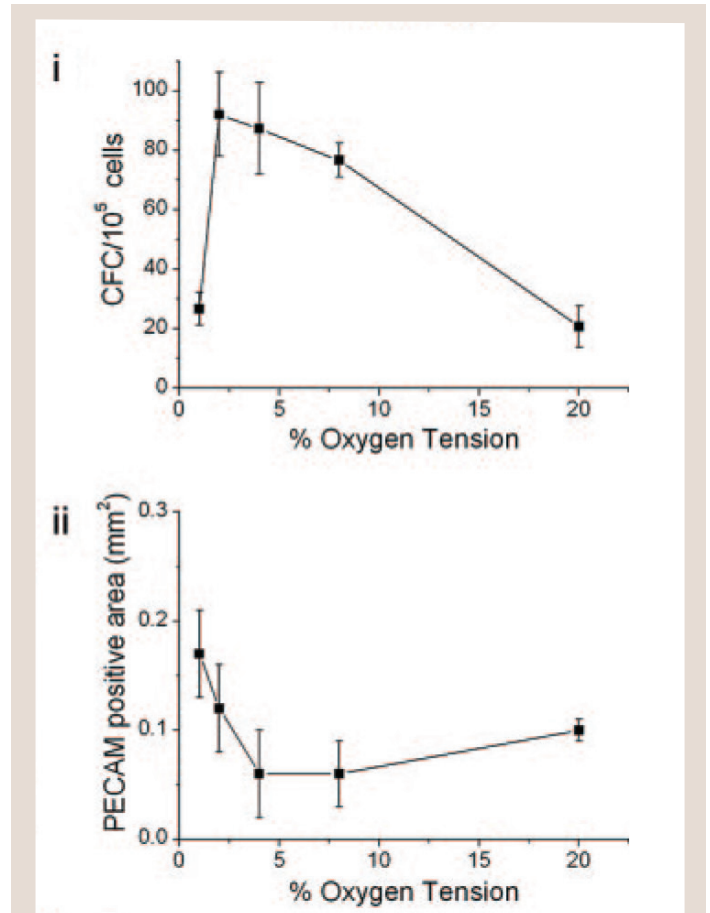 i
CFC/10⁵ cells
100
80
60
40
20
0
0 5 10 15 20
% Oxygen Tension
ii
PECAM positive area (mm²)
0.3
0.2
0.1
0.0
0 5 10 15 20
% Oxygen Tension